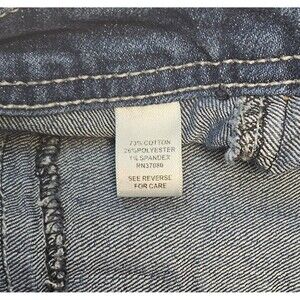 73% COTTON
26% POLYESTER
1% SPANDEX
RN37080
SEE REVERSE
FOR CARE